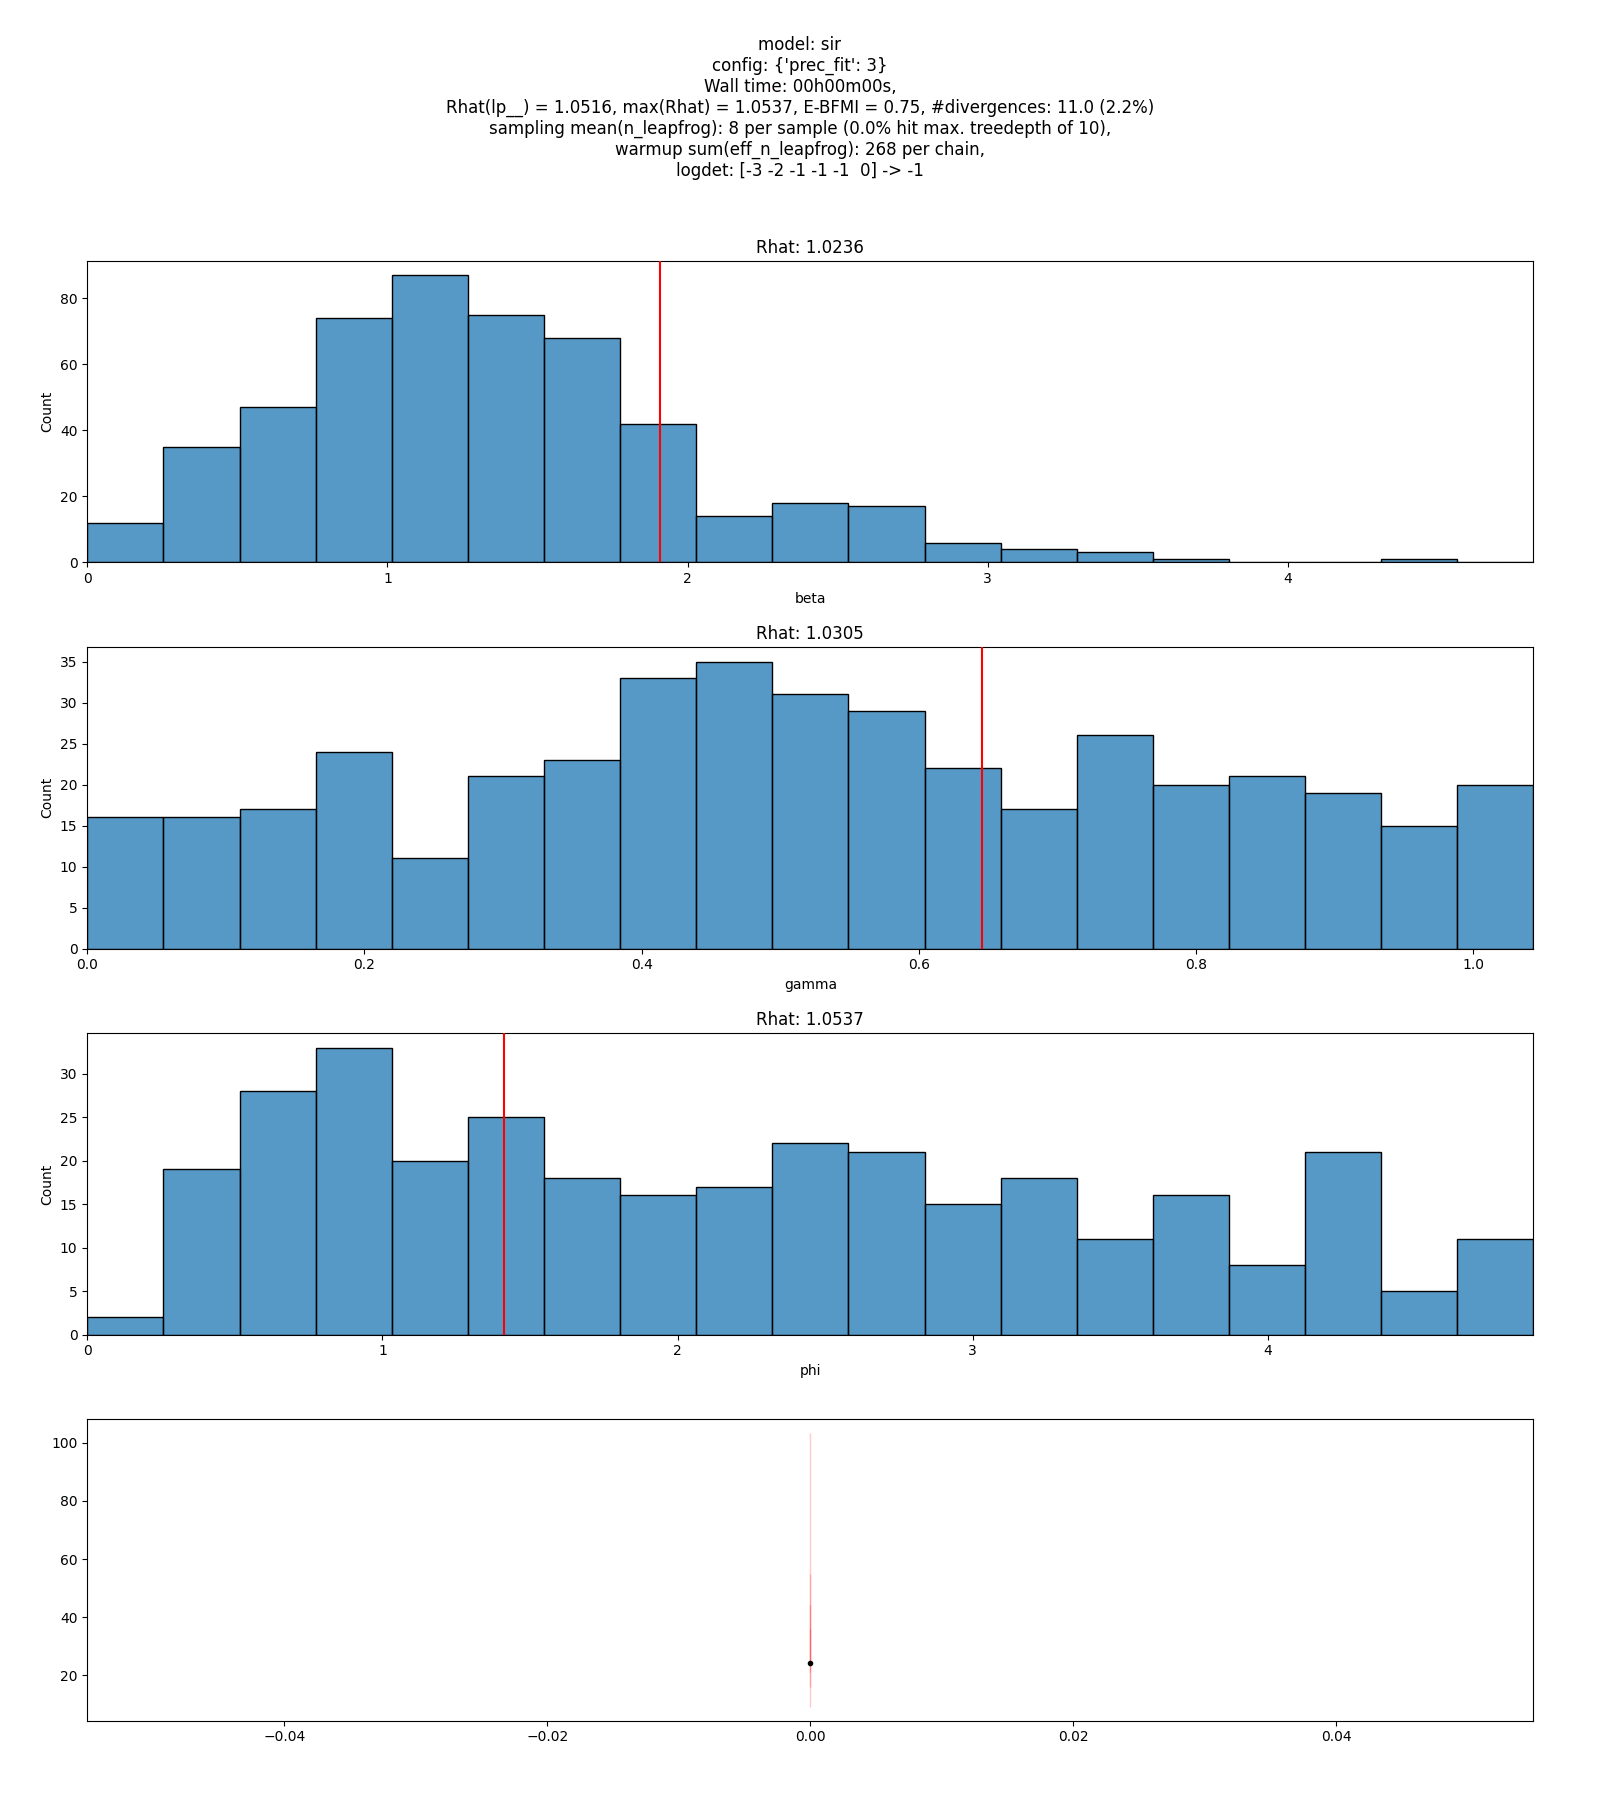 model: sir
config: {'prec_fit': 3}
Wall time: 00h00m00s,
Rhat(lp__) = 1.0516, max(Rhat) = 1.0537, E-BFMI = 0.75, #divergences: 11.0 (2.2%)
sampling mean(n_leapfrog): 8 per sample (0.0% hit max. treedepth of 10),
warmup sum(eff_n_leapfrog): 268 per chain,
logdet: [-3 -2 -1 -1 -1  0] -> -1
Rhat: 1.0236
80
60
40
20
0
Count
0 1 2 3 4
beta
Rhat: 1.0305
35
30
25
20
15
10
5
0
Count
0.0 0.2 0.4 0.6 0.8 1.0
gamma
Rhat: 1.0537
30
25
20
15
10
5
0
Count
0 1 2 3 4
phi
100
80
60
40
20
−0.04 −0.02 0.00 0.02 0.04